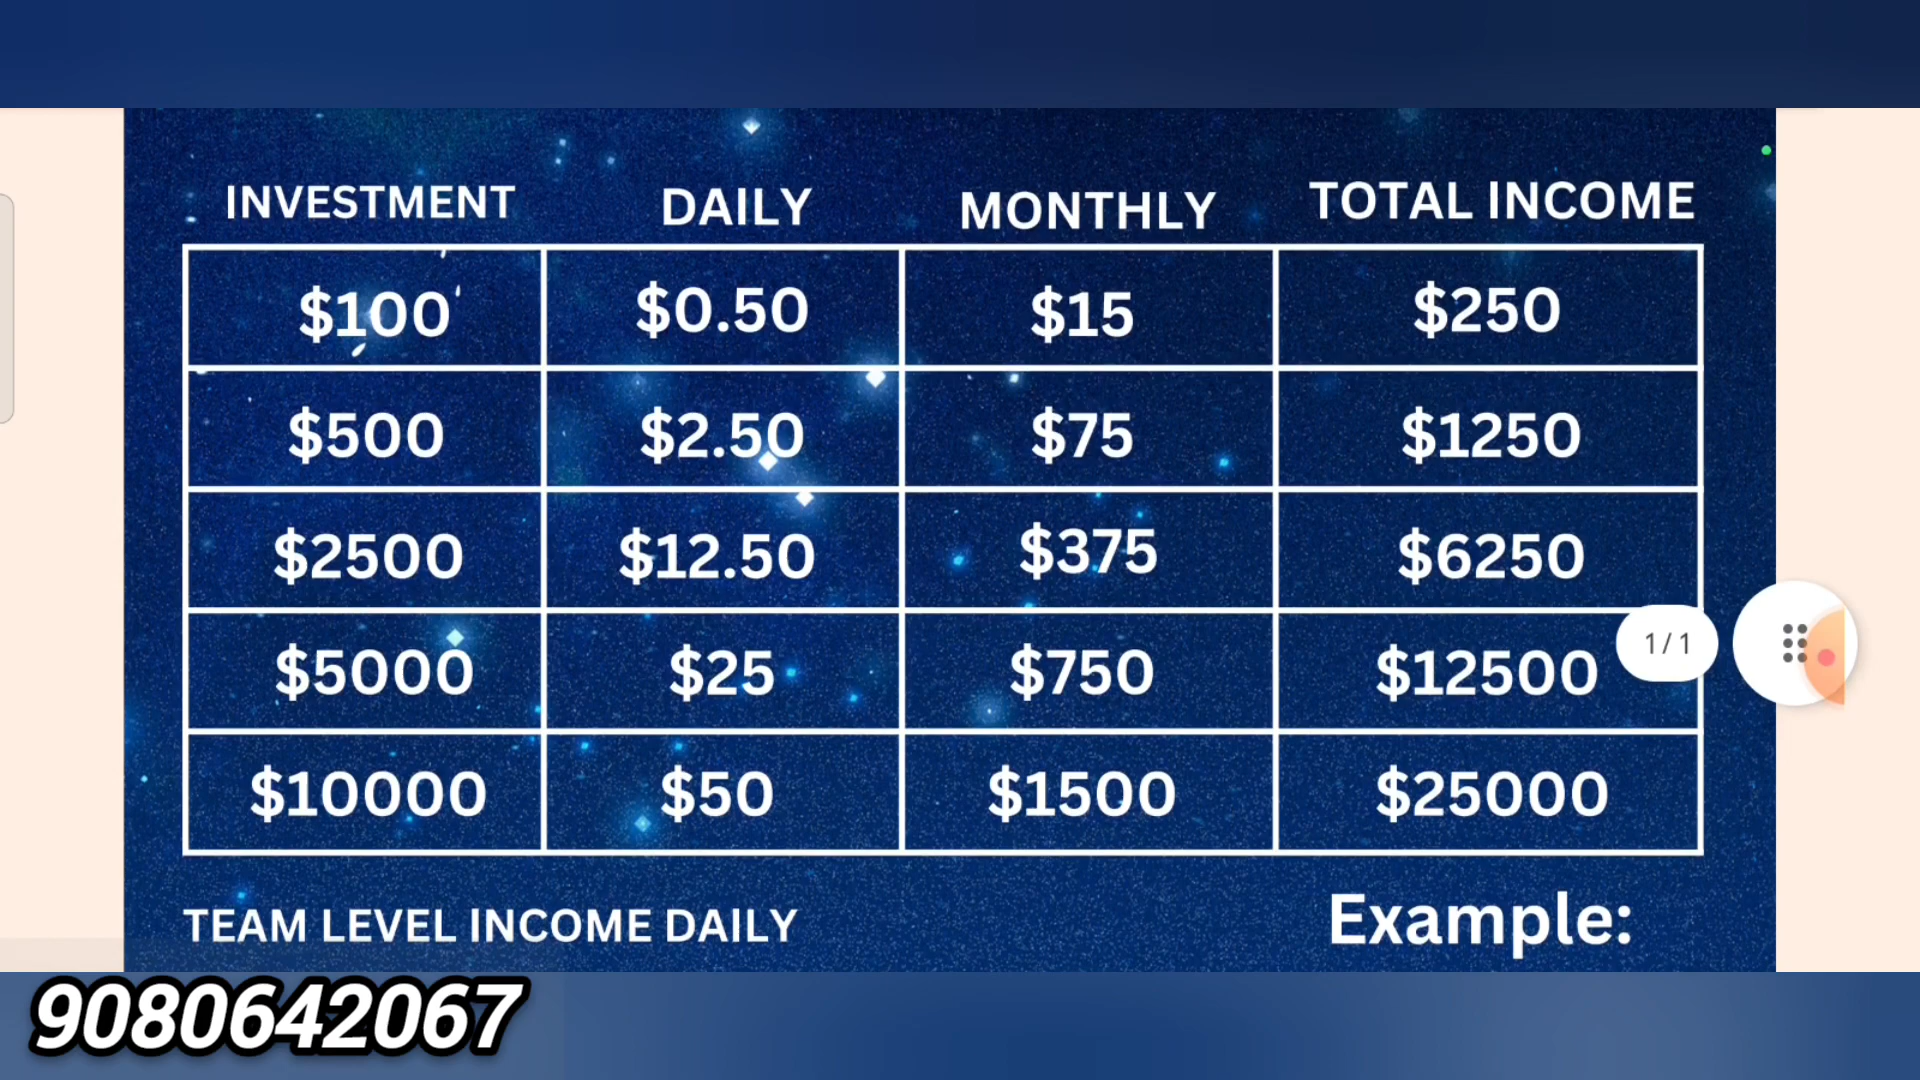 INVESTMENT DAILY MONTHLY TOTAL INCOME
$100 $0.50 $15 $250
$500 $2.50 $75 $1250
$2500 $12.50 $375 $6250
$5000 $25 $750 $12500
1/1
$10000 $50 $1500 $25000
TEAM LEVEL INCOME DAILY Example:
9080642067